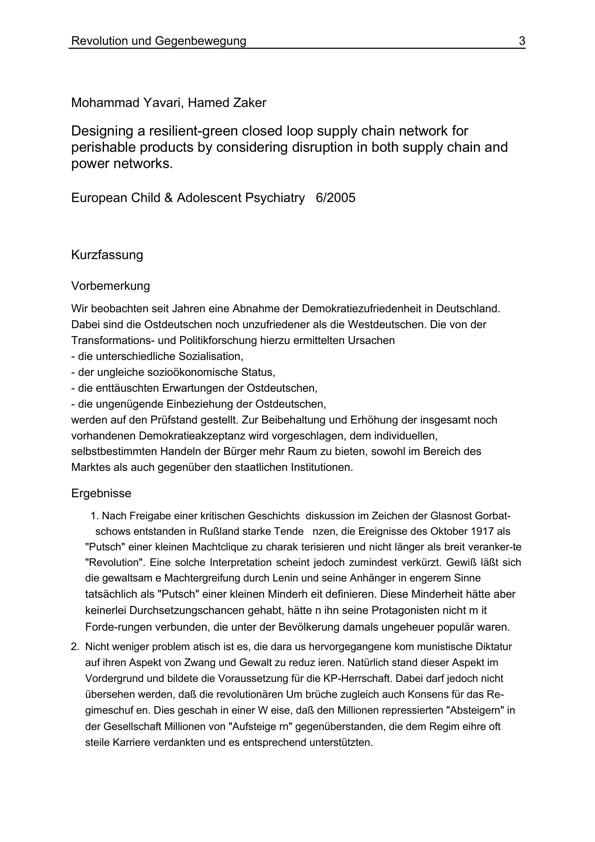 Revolution und Gegenbewegung 3
Mohammad Yavari, Hamed Zaker
Designing a resilient-green closed loop supply chain network for
perishable products by considering disruption in both supply chain and
power networks.
European Child & Adolescent Psychiatry 6/2005
Kurzfassung
Vorbemerkung
Wir beobachten seit Jahren eine Abnahme der Demokratiezufriedenheit in Deutschland.
Dabei sind die Ostdeutschen noch unzufriedener als die Westdeutschen. Die von der
Transformations- und Politikforschung hierzu ermittelten Ursachen
- die unterschiedliche Sozialisation,
- der ungleiche sozioökonomische Status,
- die enttäuschten Erwartungen der Ostdeutschen,
- die ungenügende Einbeziehung der Ostdeutschen,
werden auf den Prüfstand gestellt. Zur Beibehaltung und Erhöhung der insgesamt noch
vorhandenen Demokratieakzeptanz wird vorgeschlagen, dem individuellen,
selbstbestimmten Handeln der Bürger mehr Raum zu bieten, sowohl im Bereich des
Marktes als auch gegenüber den staatlichen Institutionen.
Ergebnisse
1. Nach Freigabe einer kritischen Geschichts diskussion im Zeichen der Glasnost Gorbat-
schows entstanden in Rußland starke Tende nzen, die Ereignisse des Oktober 1917 als
"Putsch" einer kleinen Machtclique zu charak terisieren und nicht länger als breit veranker-te
"Revolution". Eine solche Interpretation scheint jedoch zumindest verkürzt. Gewiß läßt sich
die gewaltsam e Machtergreifung durch Lenin und seine Anhänger in engerem Sinne
tatsächlich als "Putsch" einer kleinen Minderh eit definieren. Diese Minderheit hätte aber
keinerlei Durchsetzungschancen gehabt, hätte n ihn seine Protagonisten nicht m it
Forde-rungen verbunden, die unter der Bevölkerung damals ungeheuer populär waren.
2. Nicht weniger problem atisch ist es, die dara us hervorgegangene kom munistische Diktatur
auf ihren Aspekt von Zwang und Gewalt zu reduz ieren. Natürlich stand dieser Aspekt im
Vordergrund und bildete die Voraussetzung für die KP-Herrschaft. Dabei darf jedoch nicht
übersehen werden, daß die revolutionären Um brüche zugleich auch Konsens für das Re-
gimeschuf en. Dies geschah in einer W eise, daß den Millionen repressierten "Absteigern" in
der Gesellschaft Millionen von "Aufsteige rn" gegenüberstanden, die dem Regim eihre oft
steile Karriere verdankten und es entsprechend unterstützten.